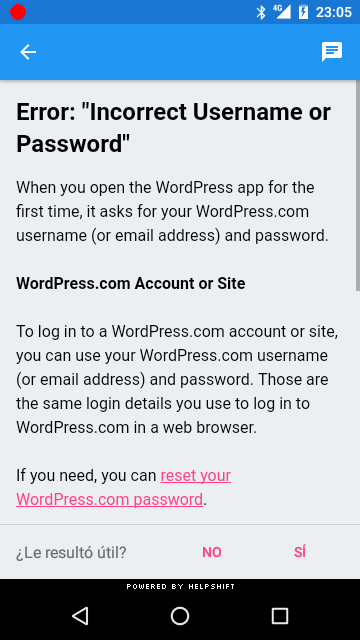 4G 23:05
Error: "Incorrect Username or
Password"
When you open the WordPress app for the
first time, it asks for your WordPress.com
username (or email address) and password.
WordPress.com Account or Site
To log in to a WordPress.com account or site,
you can use your WordPress.com username
(or email address) and password. Those are
the same login details you use to log in to
WordPress.com in a web browser.
If you need, you can reset your
WordPress.com password.
¿Le resultó útil? NO SÍ
POWERED BY HELPSHIFT